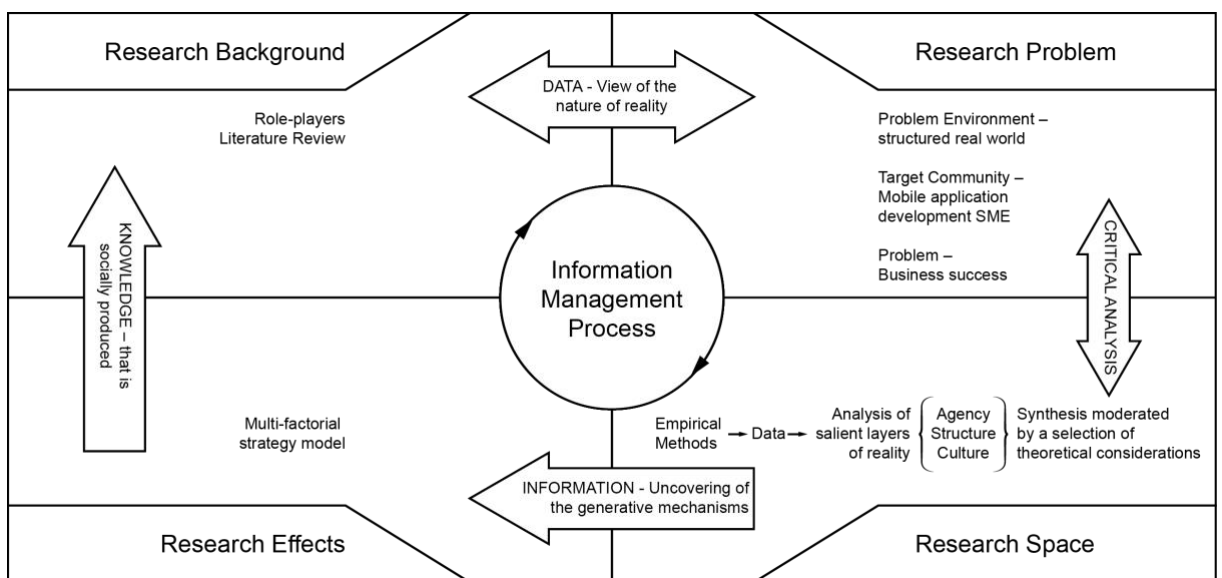 Research Background
Research Problem
DATA - View of the
nature of reality
Role-players
Literature Review
Problem Environment –
structured real world
Target Community –
Mobile application
development SME
Problem –
Business success
KNOWLEDGE – that is
socially produced
Information
Management
Process
CRITICAL ANALYSIS
Multi-factorial
strategy model
Empirical
Methods
Data
Analysis of
salient layers
of reality
Agency
Structure
Culture
Synthesis moderated
by a selection of
theoretical considerations
INFORMATION - Uncovering of
the generative mechanisms
Research Effects
Research Space